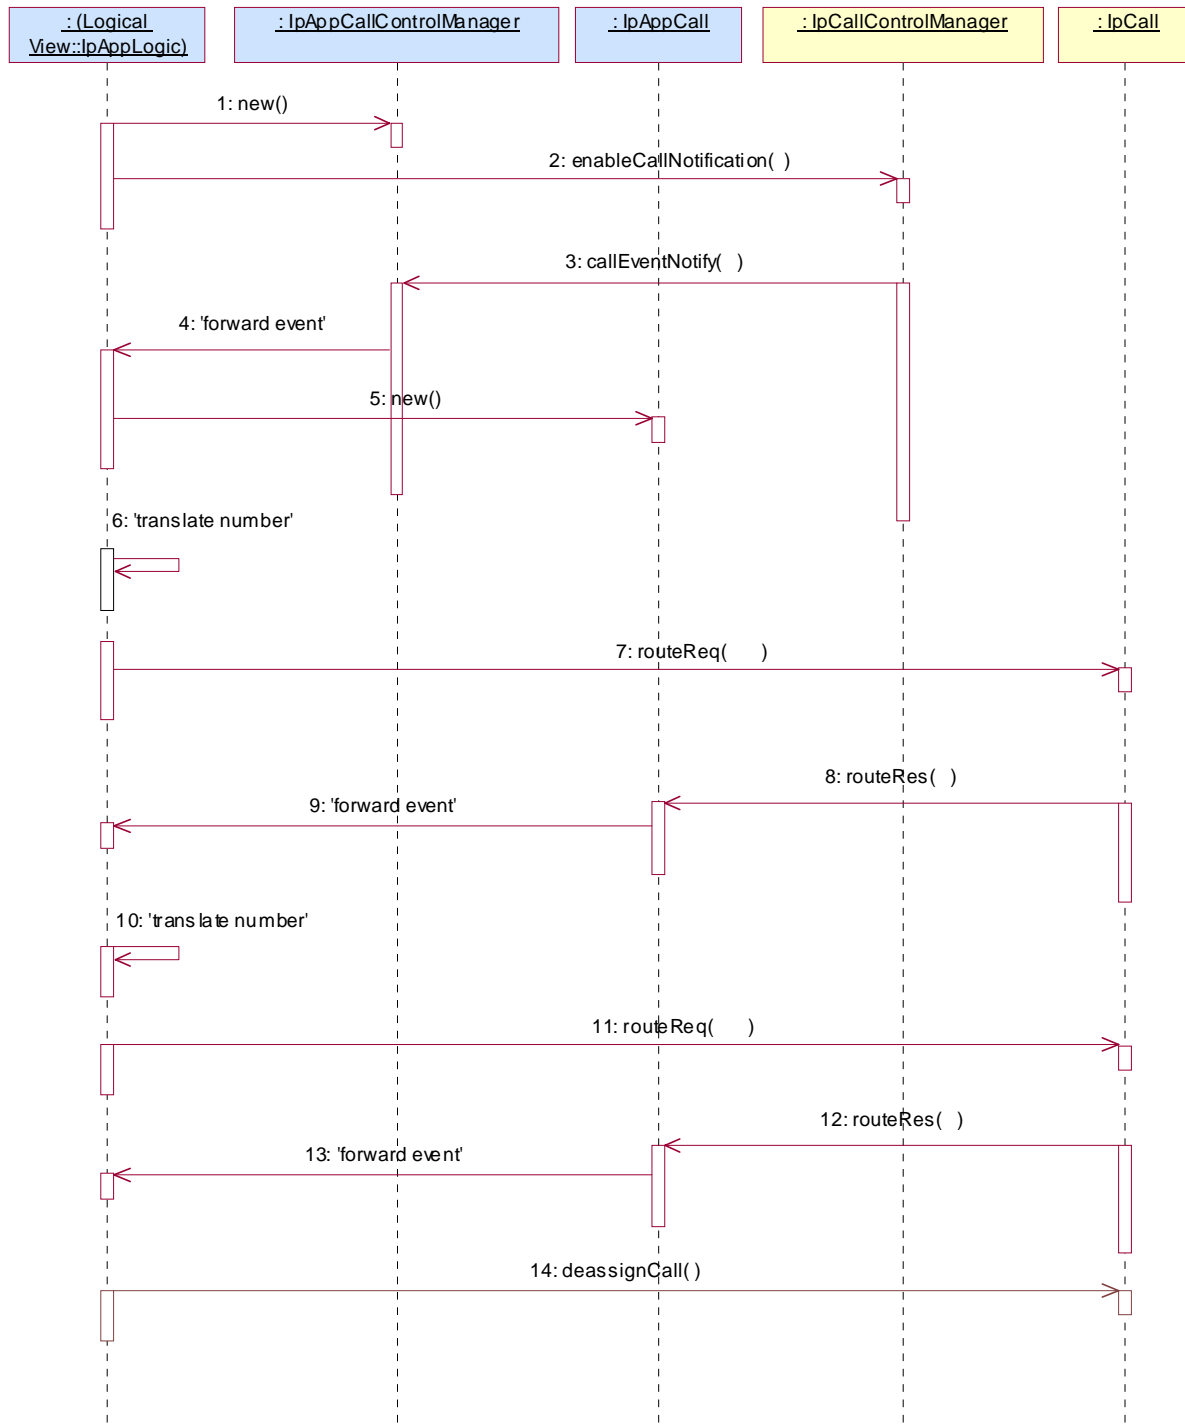 : (Logical
View::IpAppLogic)
: IpAppCallControlManager
: IpAppCall
: IpCallControlManager
: IpCall
1: new()
2: enableCallNotification( )
3: callEventNotify( )
4: 'forward event'
5: new()
6: 'translate number'
7: routeReq( )
8: routeRes( )
9: 'forward event'
10: 'translate number'
11: routeReq( )
12: routeRes( )
13: 'forward event'
14: deassignCall( )